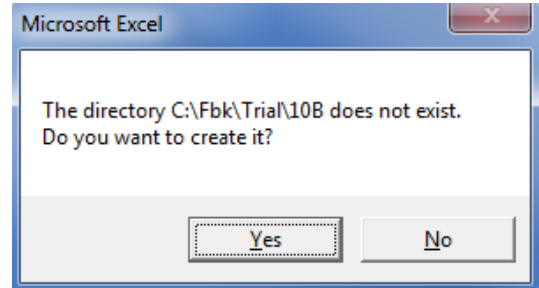 Microsoft Excel
The directory C:\Fbk\Trial\10B does not exist.
Do you want to create it?
Yes
No